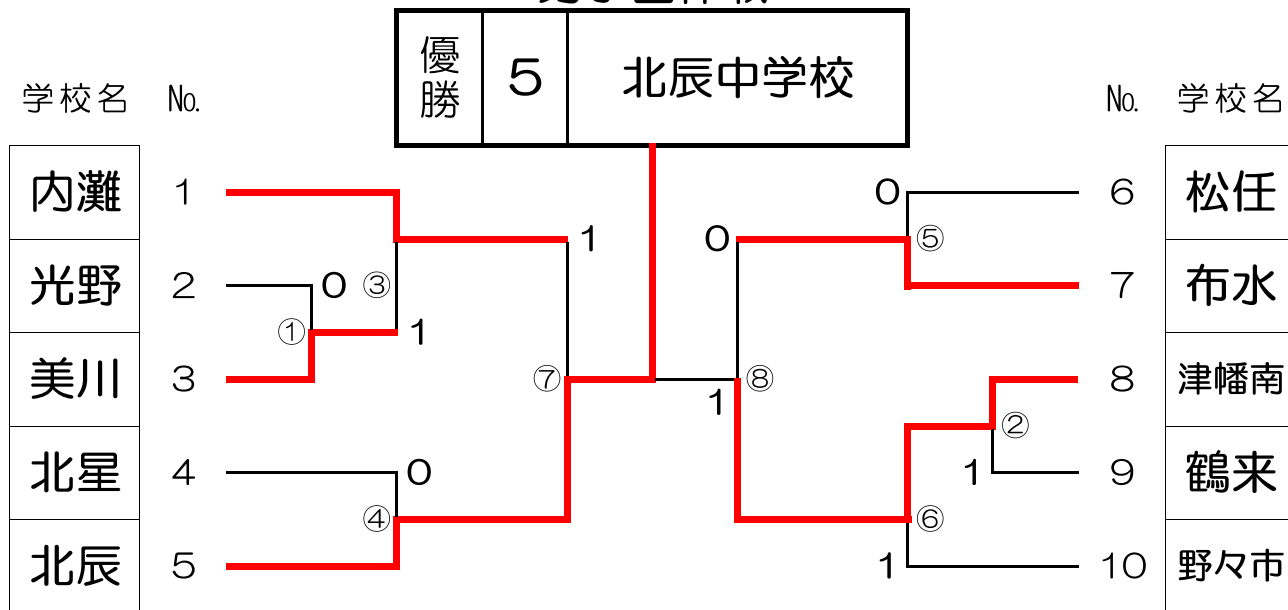 優勝 5 北辰中学校
学校名 No.
No. 学校名
内灘 1
光野 2
美川 3
北星 4
北辰 5
6 松任
7 布水
8 津幡南
9 鶴来
10 野々市
0
1 0 ⑤
0 ③
① 1
⑦ ⑧
1
②
0 1
④ ⑥
1